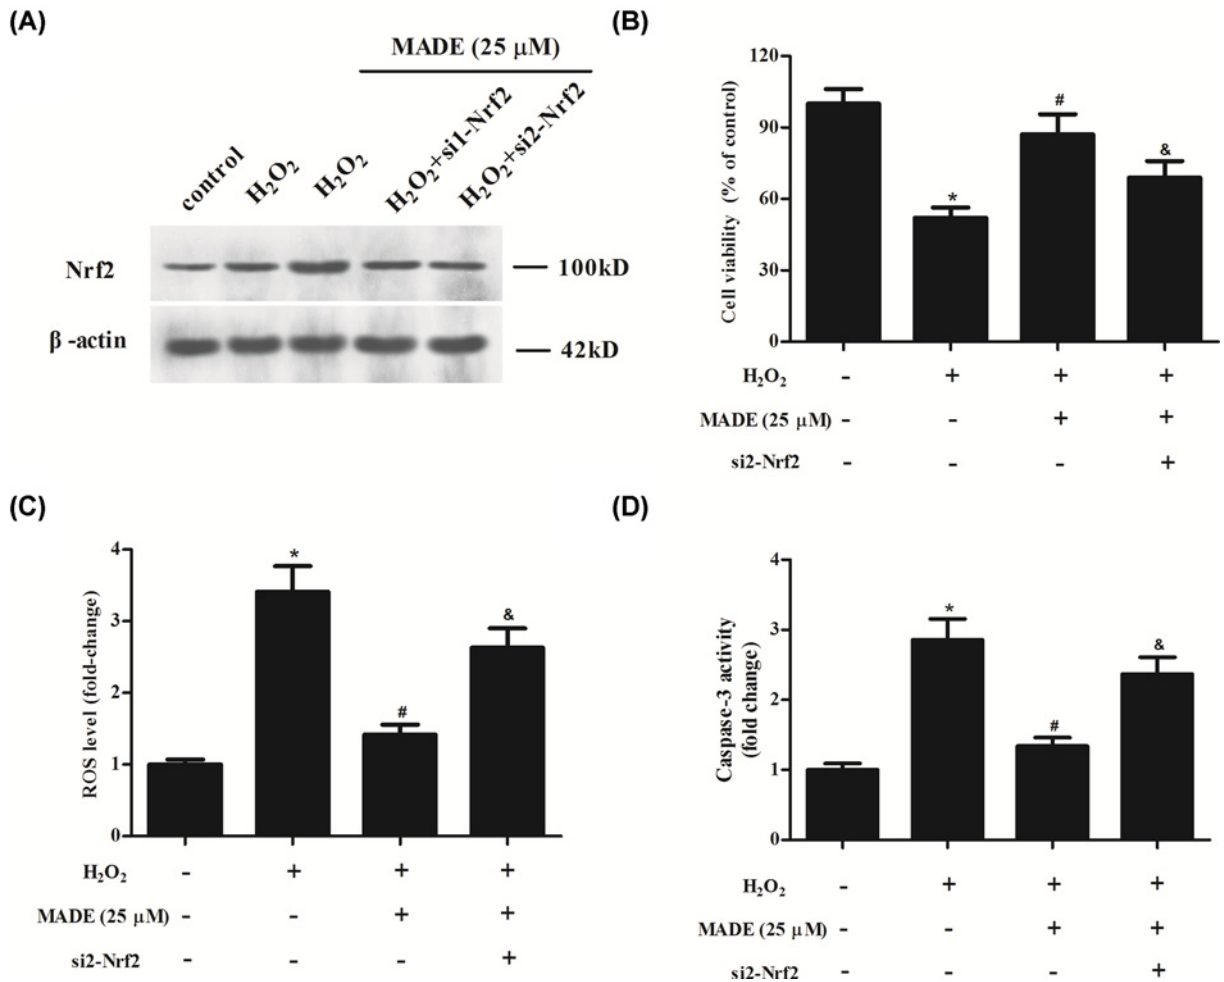 (A)
MADE (25 μM)
control
H₂O₂
H₂O₂
H₂O₂+si1-Nrf2
H₂O₂+si2-Nrf2
Nrf2
100kD
β -actin
42kD
(B)
Cell viability (% of control)
120
90
60
30
0
*
#
&
H₂O₂ - + + +
MADE (25 μM) - - + +
si2-Nrf2 - - - +
(C)
ROS level (fold-change)
4
3
2
1
0
*
#
&
H₂O₂ - + + +
MADE (25 μM) - - + +
si2-Nrf2 - - - +
(D)
Caspase-3 activity
(fold change)
4
3
2
1
0
*
#
&
H₂O₂ - + + +
MADE (25 μM) - - + +
si2-Nrf2 - - - +